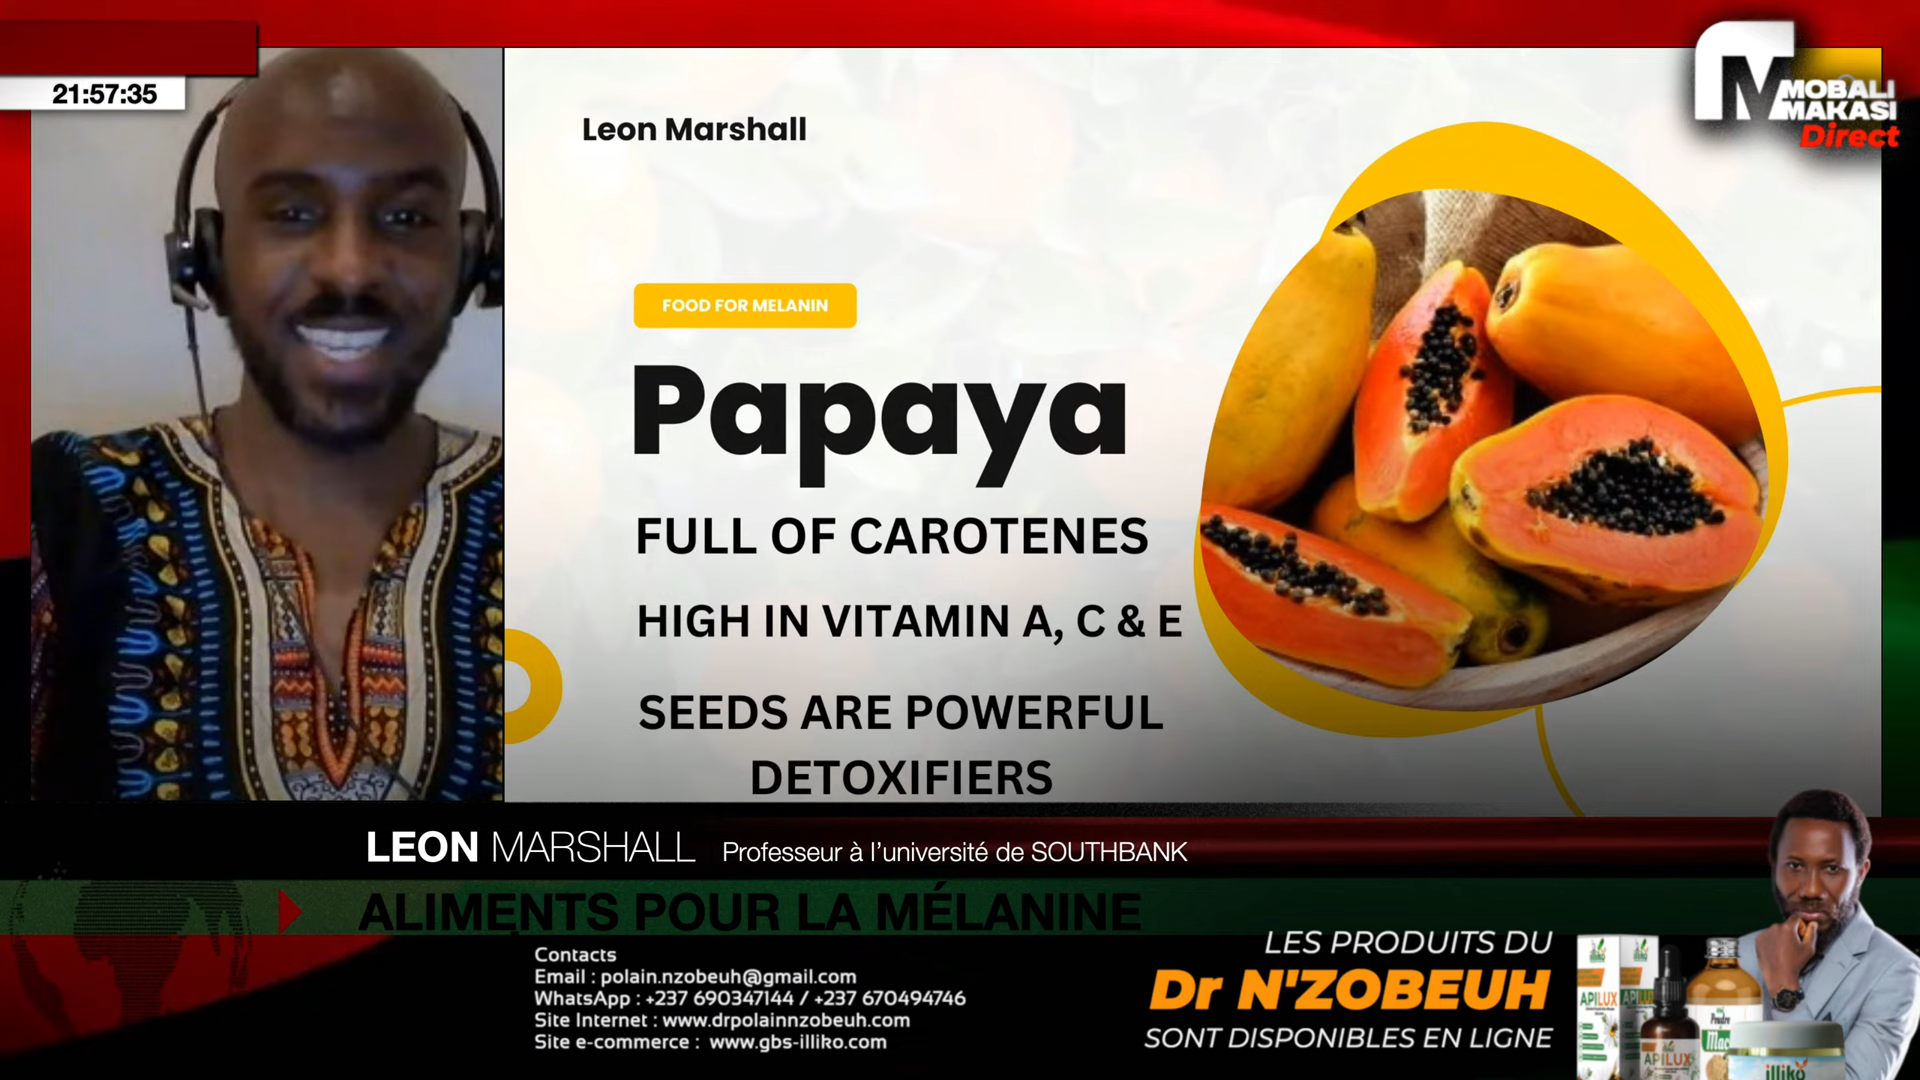 21:57:35
MOBALI
MAKASI
Direct
Leon Marshall
FOOD FOR MELANIN
Papaya
FULL OF CAROTENES
HIGH IN VITAMIN A, C & E
SEEDS ARE POWERFUL
DETOXIFIERS
LEON MARSHALL Professeur à l'université de SOUTHBANK
ALIMENTS POUR LA MÉLANINE
Contacts
Email : polain.nzobeuh@gmail.com
WhatsApp : +237 690347144 / +237 670494746
Site Internet : www.drpolainnzobeuh.com
Site e-commerce : www.gbs-illiko.com
LES PRODUITS DU
Dr N'ZOBEUH
SONT DISPONIBLES EN LIGNE
APILUX
Poudre
APILUX
illiko